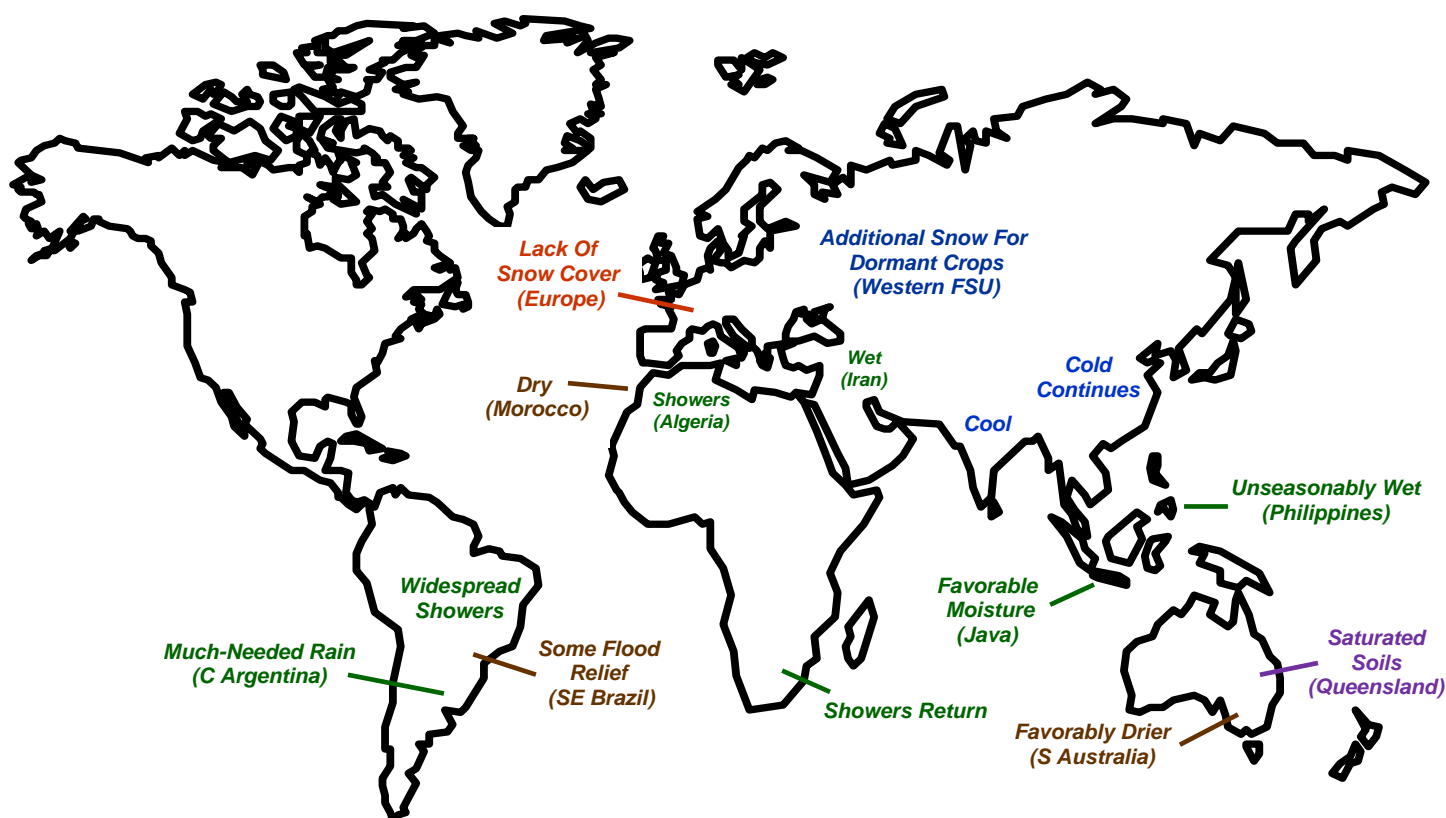 Lack Of
Snow Cover
(Europe)
Additional Snow For
Dormant Crops
(Western FSU)
Dry
(Morocco)
Showers
(Algeria)
Wet
(Iran)
Cold
Continues
Cool
Unseasonably Wet
(Philippines)
Widespread
Showers
Favorable
Moisture
(Java)
Much-Needed Rain
(C Argentina)
Some Flood
Relief
(SE Brazil)
Showers Return
Saturated
Soils
(Queensland)
Favorably Drier
(S Australia)